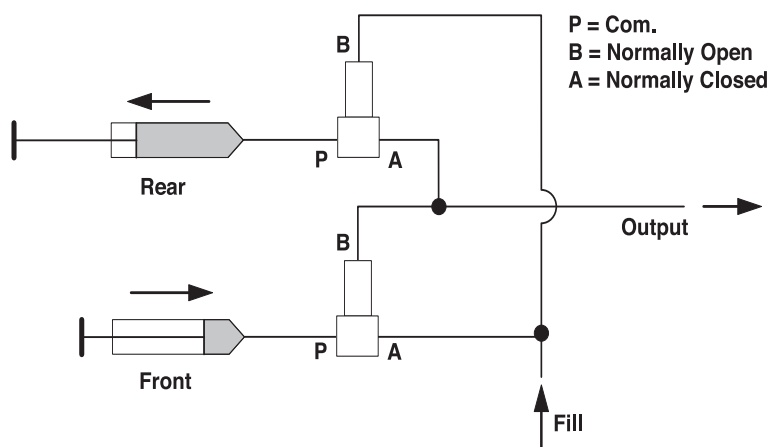 P = Com.
B = Normally Open
A = Normally Closed
B
P
A
Rear
Output
B
P
A
Front
Fill